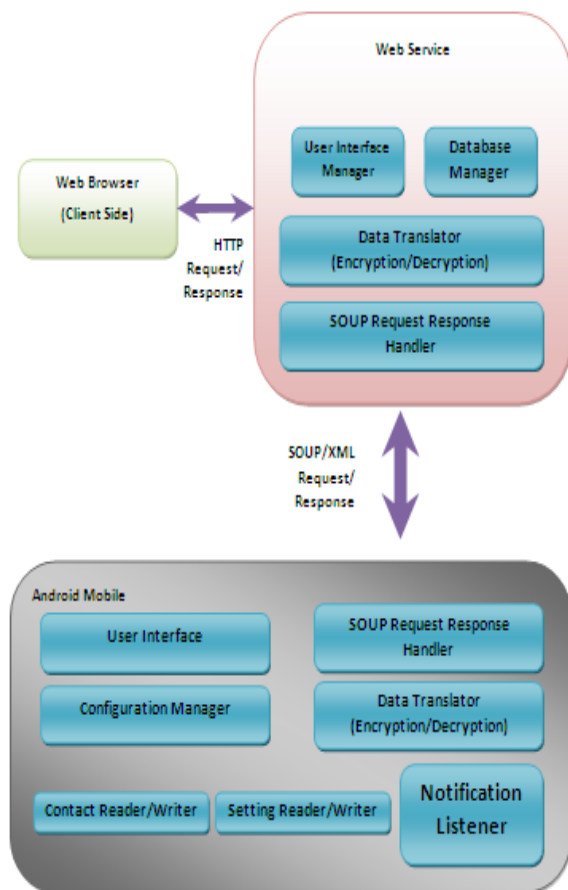 Web Service
User Interface
Manager
Database
Manager
Web Browser
(Client Side)
HTTP
Request/
Response
Data Translator
(Encryption/Decryption)
SOUP Request Response
Handler
SOUP/XML
Request/
Response
Android Mobile
User Interface
SOUP Request Response
Handler
Configuration Manager
Data Translator
(Encryption/Decryption)
Contact Reader/Writer
Setting Reader/Writer
Notification
Listener